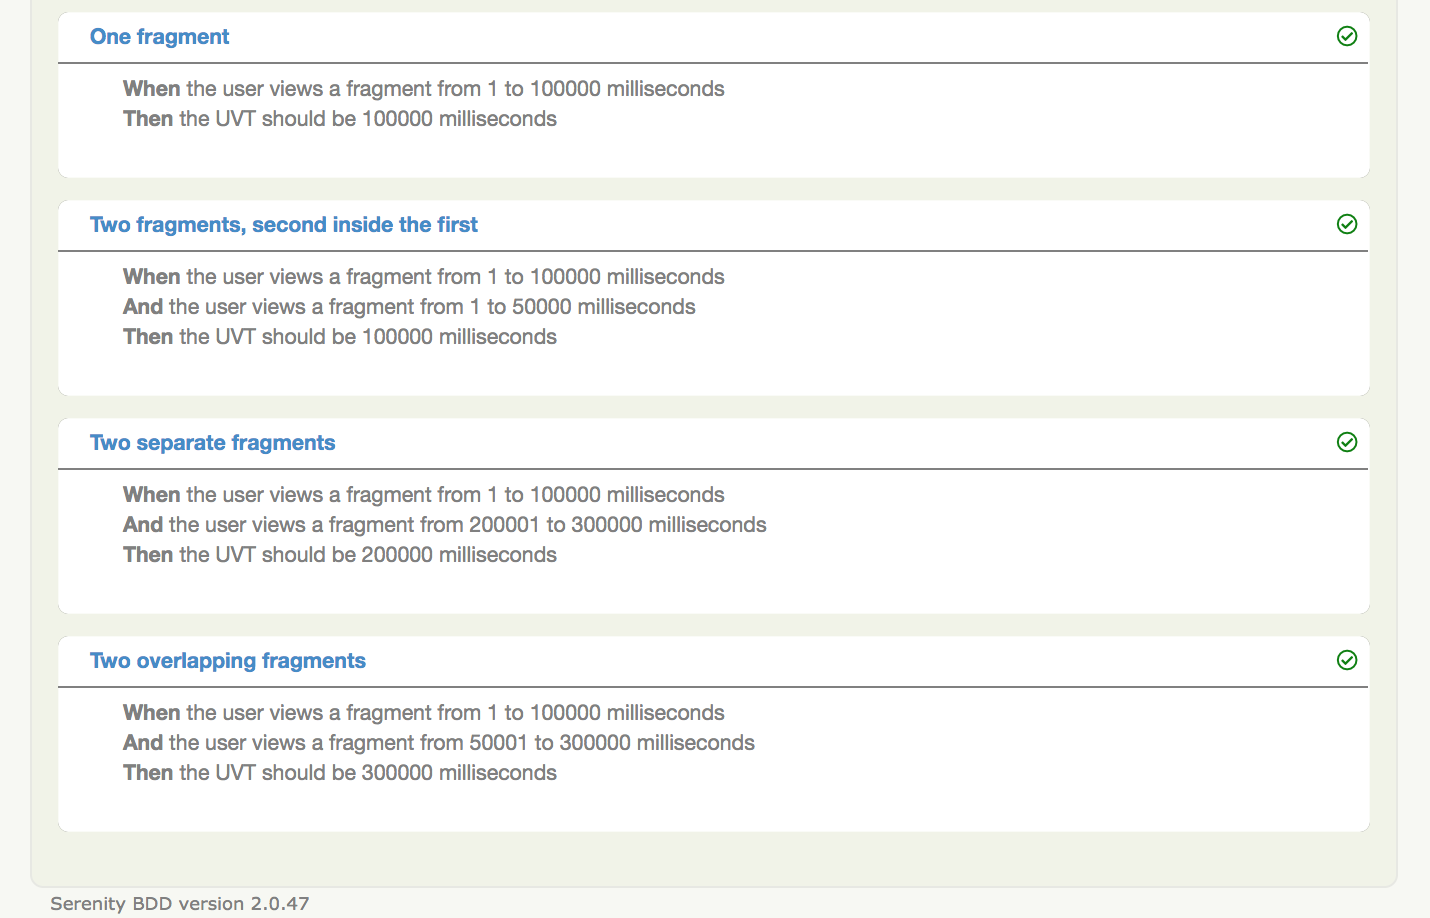 One fragment
When the user views a fragment from 1 to 100000 milliseconds
Then the UVT should be 100000 milliseconds
Two fragments, second inside the first
When the user views a fragment from 1 to 100000 milliseconds
And the user views a fragment from 1 to 50000 milliseconds
Then the UVT should be 100000 milliseconds
Two separate fragments
When the user views a fragment from 1 to 100000 milliseconds
And the user views a fragment from 200001 to 300000 milliseconds
Then the UVT should be 200000 milliseconds
Two overlapping fragments
When the user views a fragment from 1 to 100000 milliseconds
And the user views a fragment from 50001 to 300000 milliseconds
Then the UVT should be 300000 milliseconds
Serenity BDD version 2.0.47